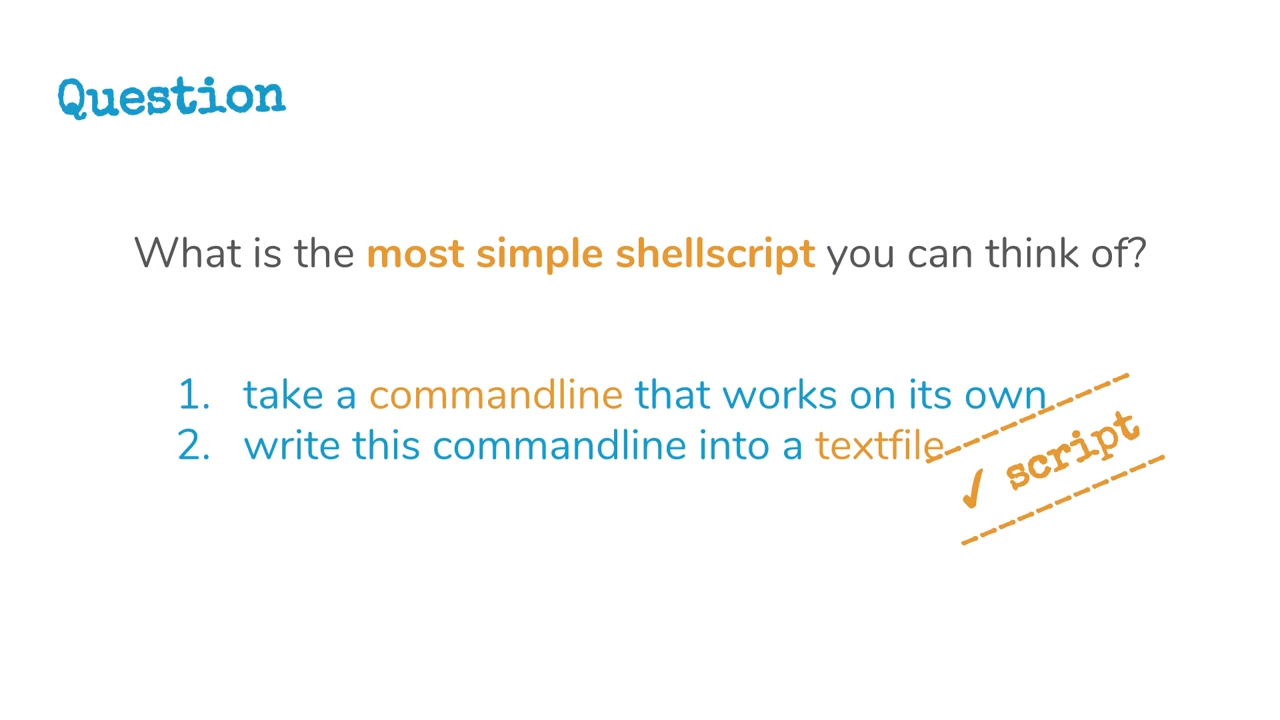 Question
What is the most simple shellscript you can think of?
1. take a commandline that works on its own
2. write this commandline into a textfile
✓ script